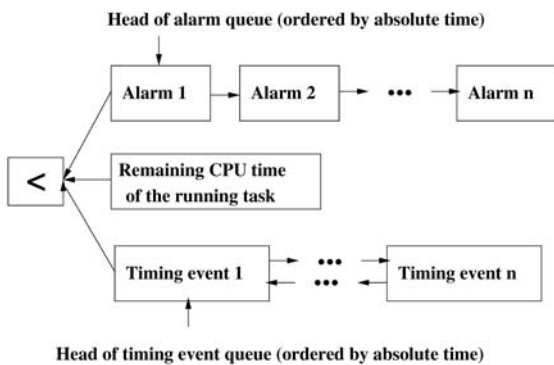 Head of alarm queue (ordered by absolute time)
Alarm 1
Alarm 2
•••
Alarm n
<
Remaining CPU time
of the running task
Timing event 1
•••
•••
Timing event n
Head of timing event queue (ordered by absolute time)